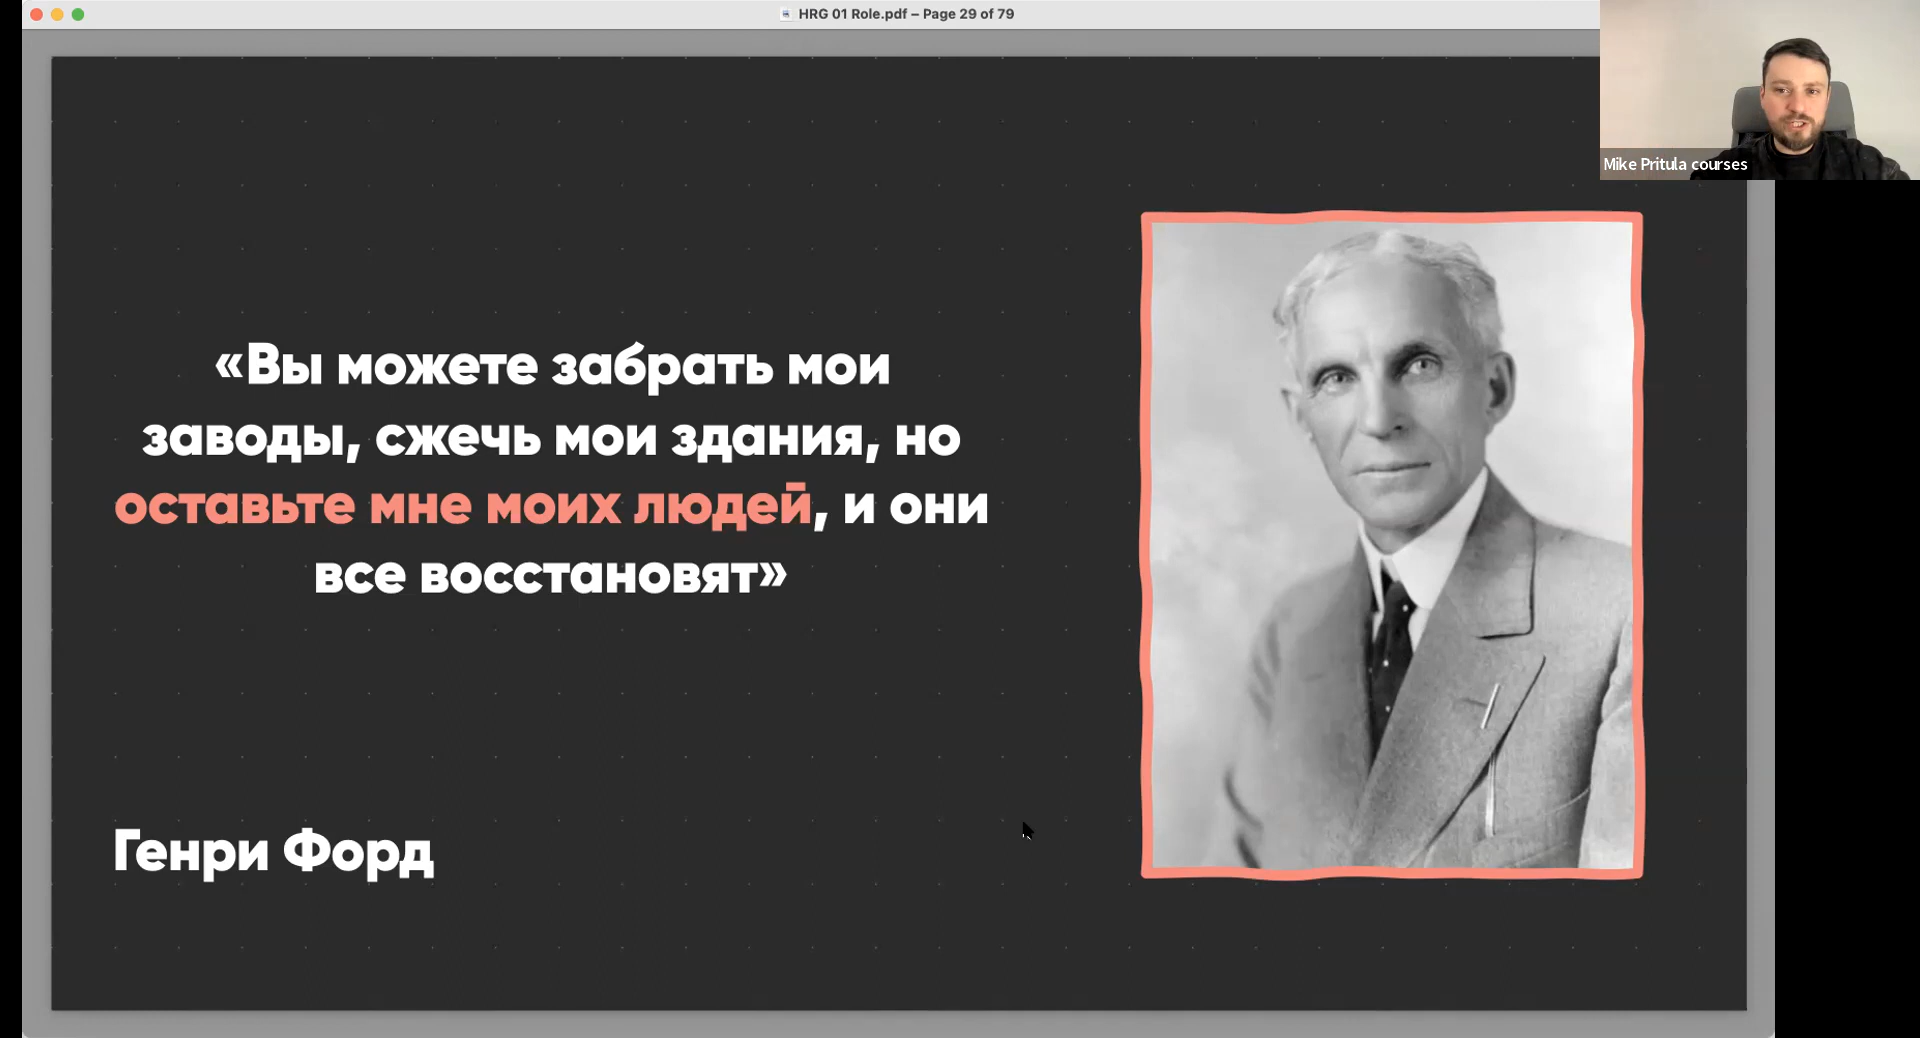 HRG 01 Role.pdf – Page 29 of 79
Mike Pritula courses
«Вы можете забрать мои
заводы, сжечь мои здания, но
оставьте мне моих людей, и они
все восстановят»
Генри Форд